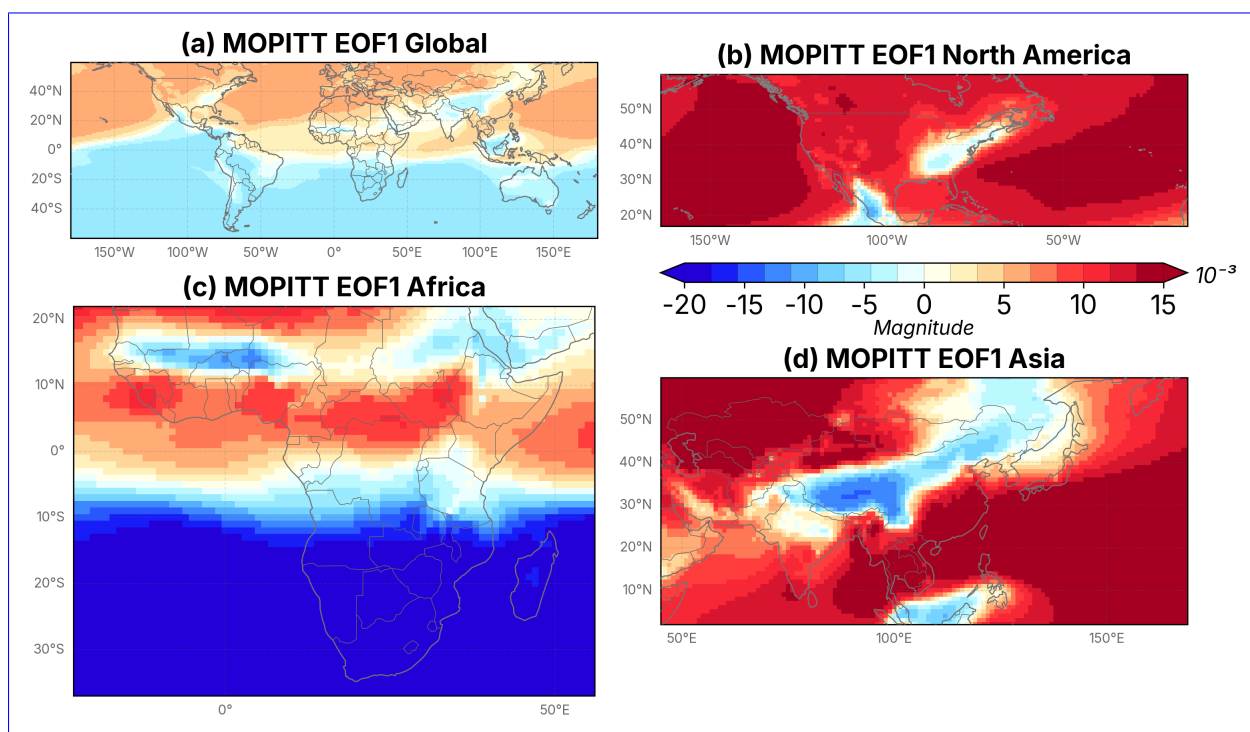 (a) MOPITT EOF1 Global
40°N
20°N
0°
20°S
40°S
150°W 100°W 50°W 0° 50°E 100°E 150°E
(b) MOPITT EOF1 North America
50°N
40°N
30°N
20°N
150°W 100°W 50°W
-20 -15 -10 -5 0 5 10 15 10⁻³
Magnitude
(c) MOPITT EOF1 Africa
20°N
10°N
0°
10°S
20°S
30°S
0° 50°E
(d) MOPITT EOF1 Asia
50°N
40°N
30°N
20°N
10°N
50°E 100°E 150°E